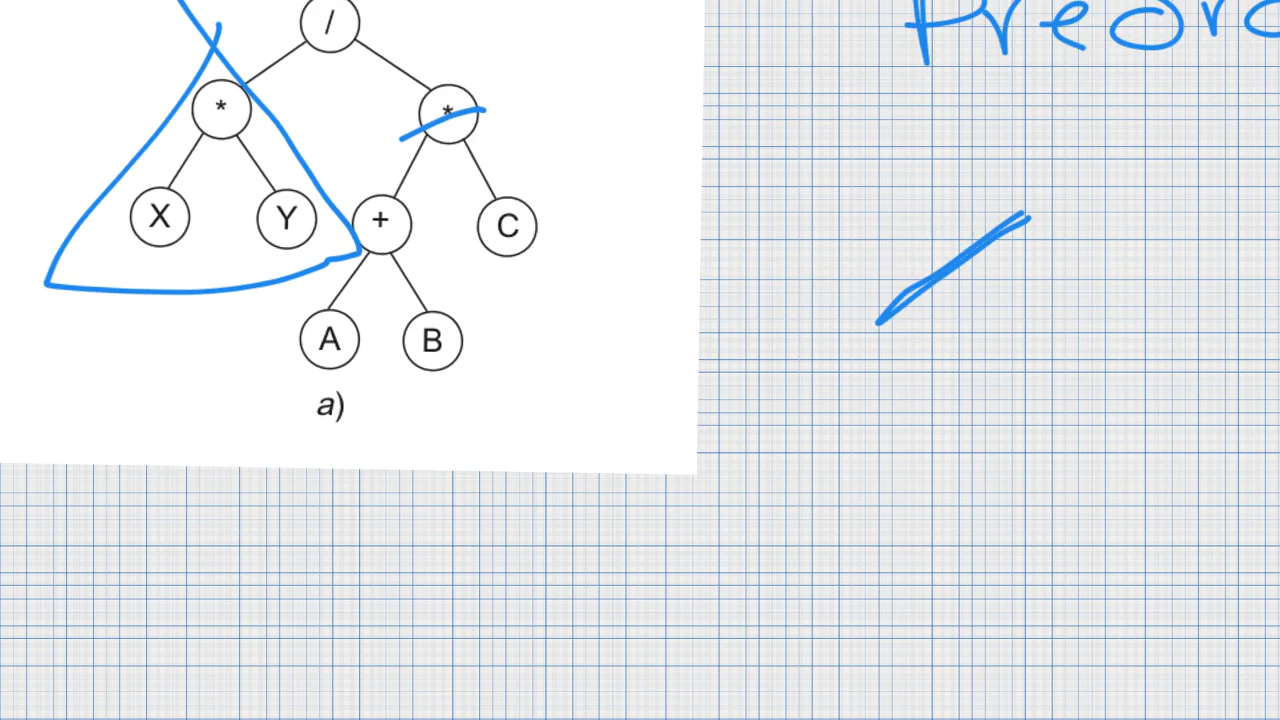 /
Preor
* *
X Y + C
A B
a)
/